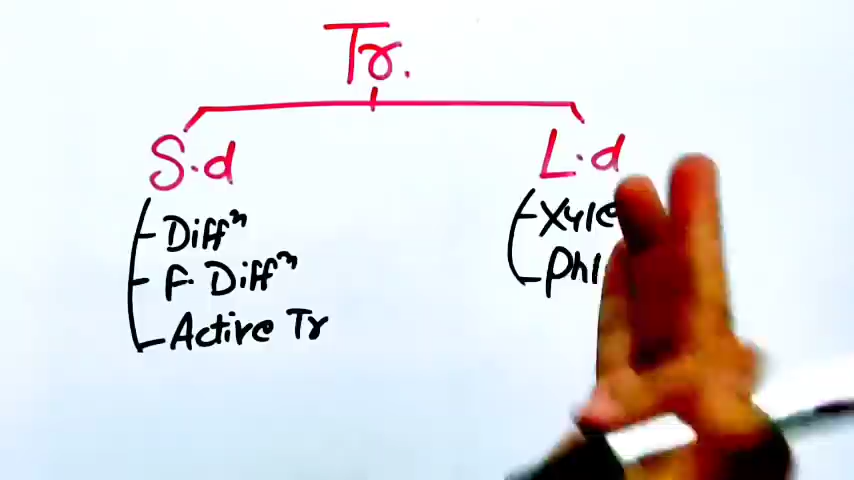 Tr.
S.d L.d
Diffⁿ
F. Diffⁿ
Active Tr